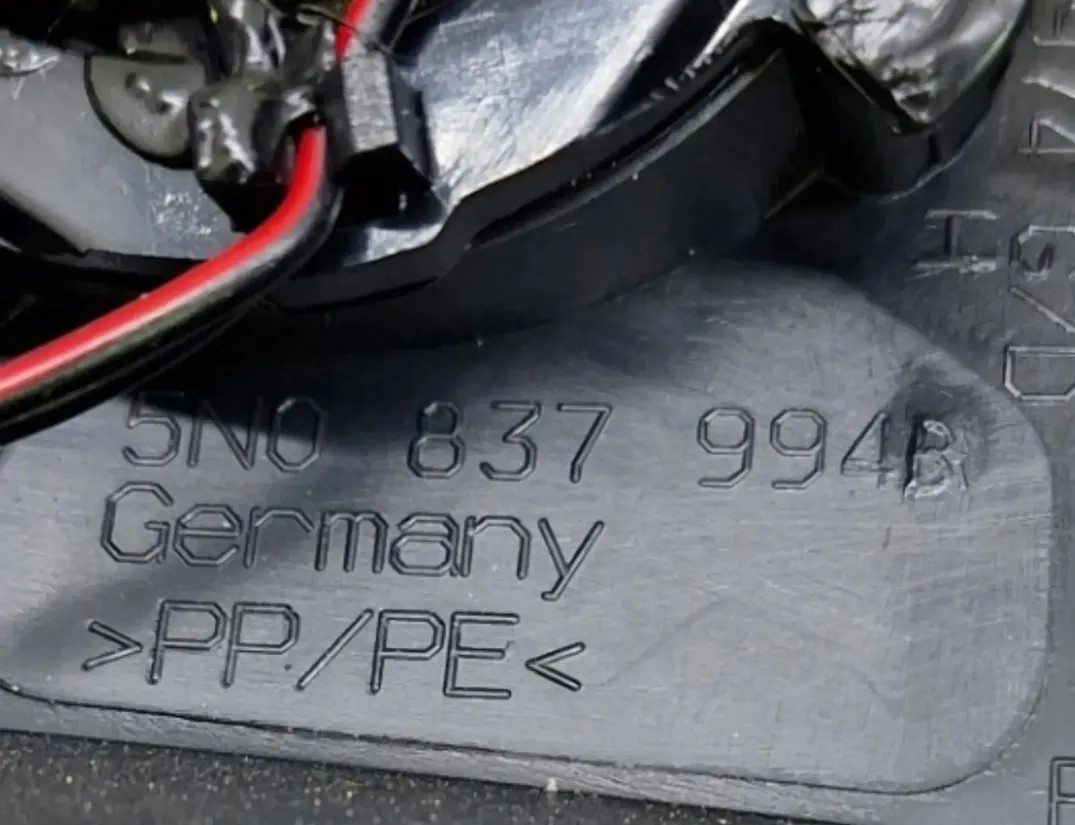 5N0 837 994B
Germany
>PP/PE<